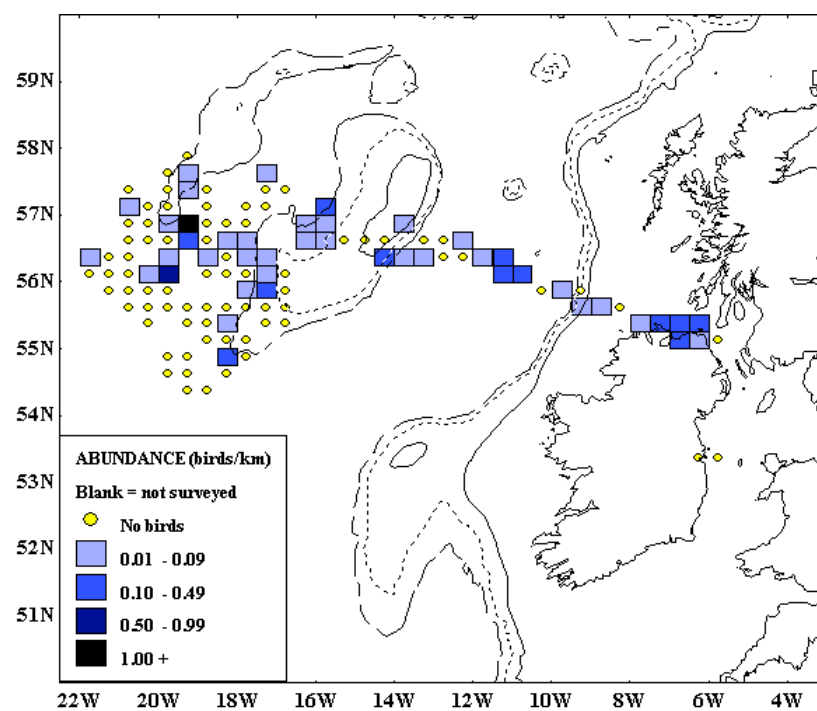 59N
58N
57N
56N
55N
54N
53N
52N
51N
ABUNDANCE (birds/km)
Blank = not surveyed
No birds
0.01 - 0.09
0.10 - 0.49
0.50 - 0.99
1.00 +
22W 20W 18W 16W 14W 12W 10W 8W 6W 4W